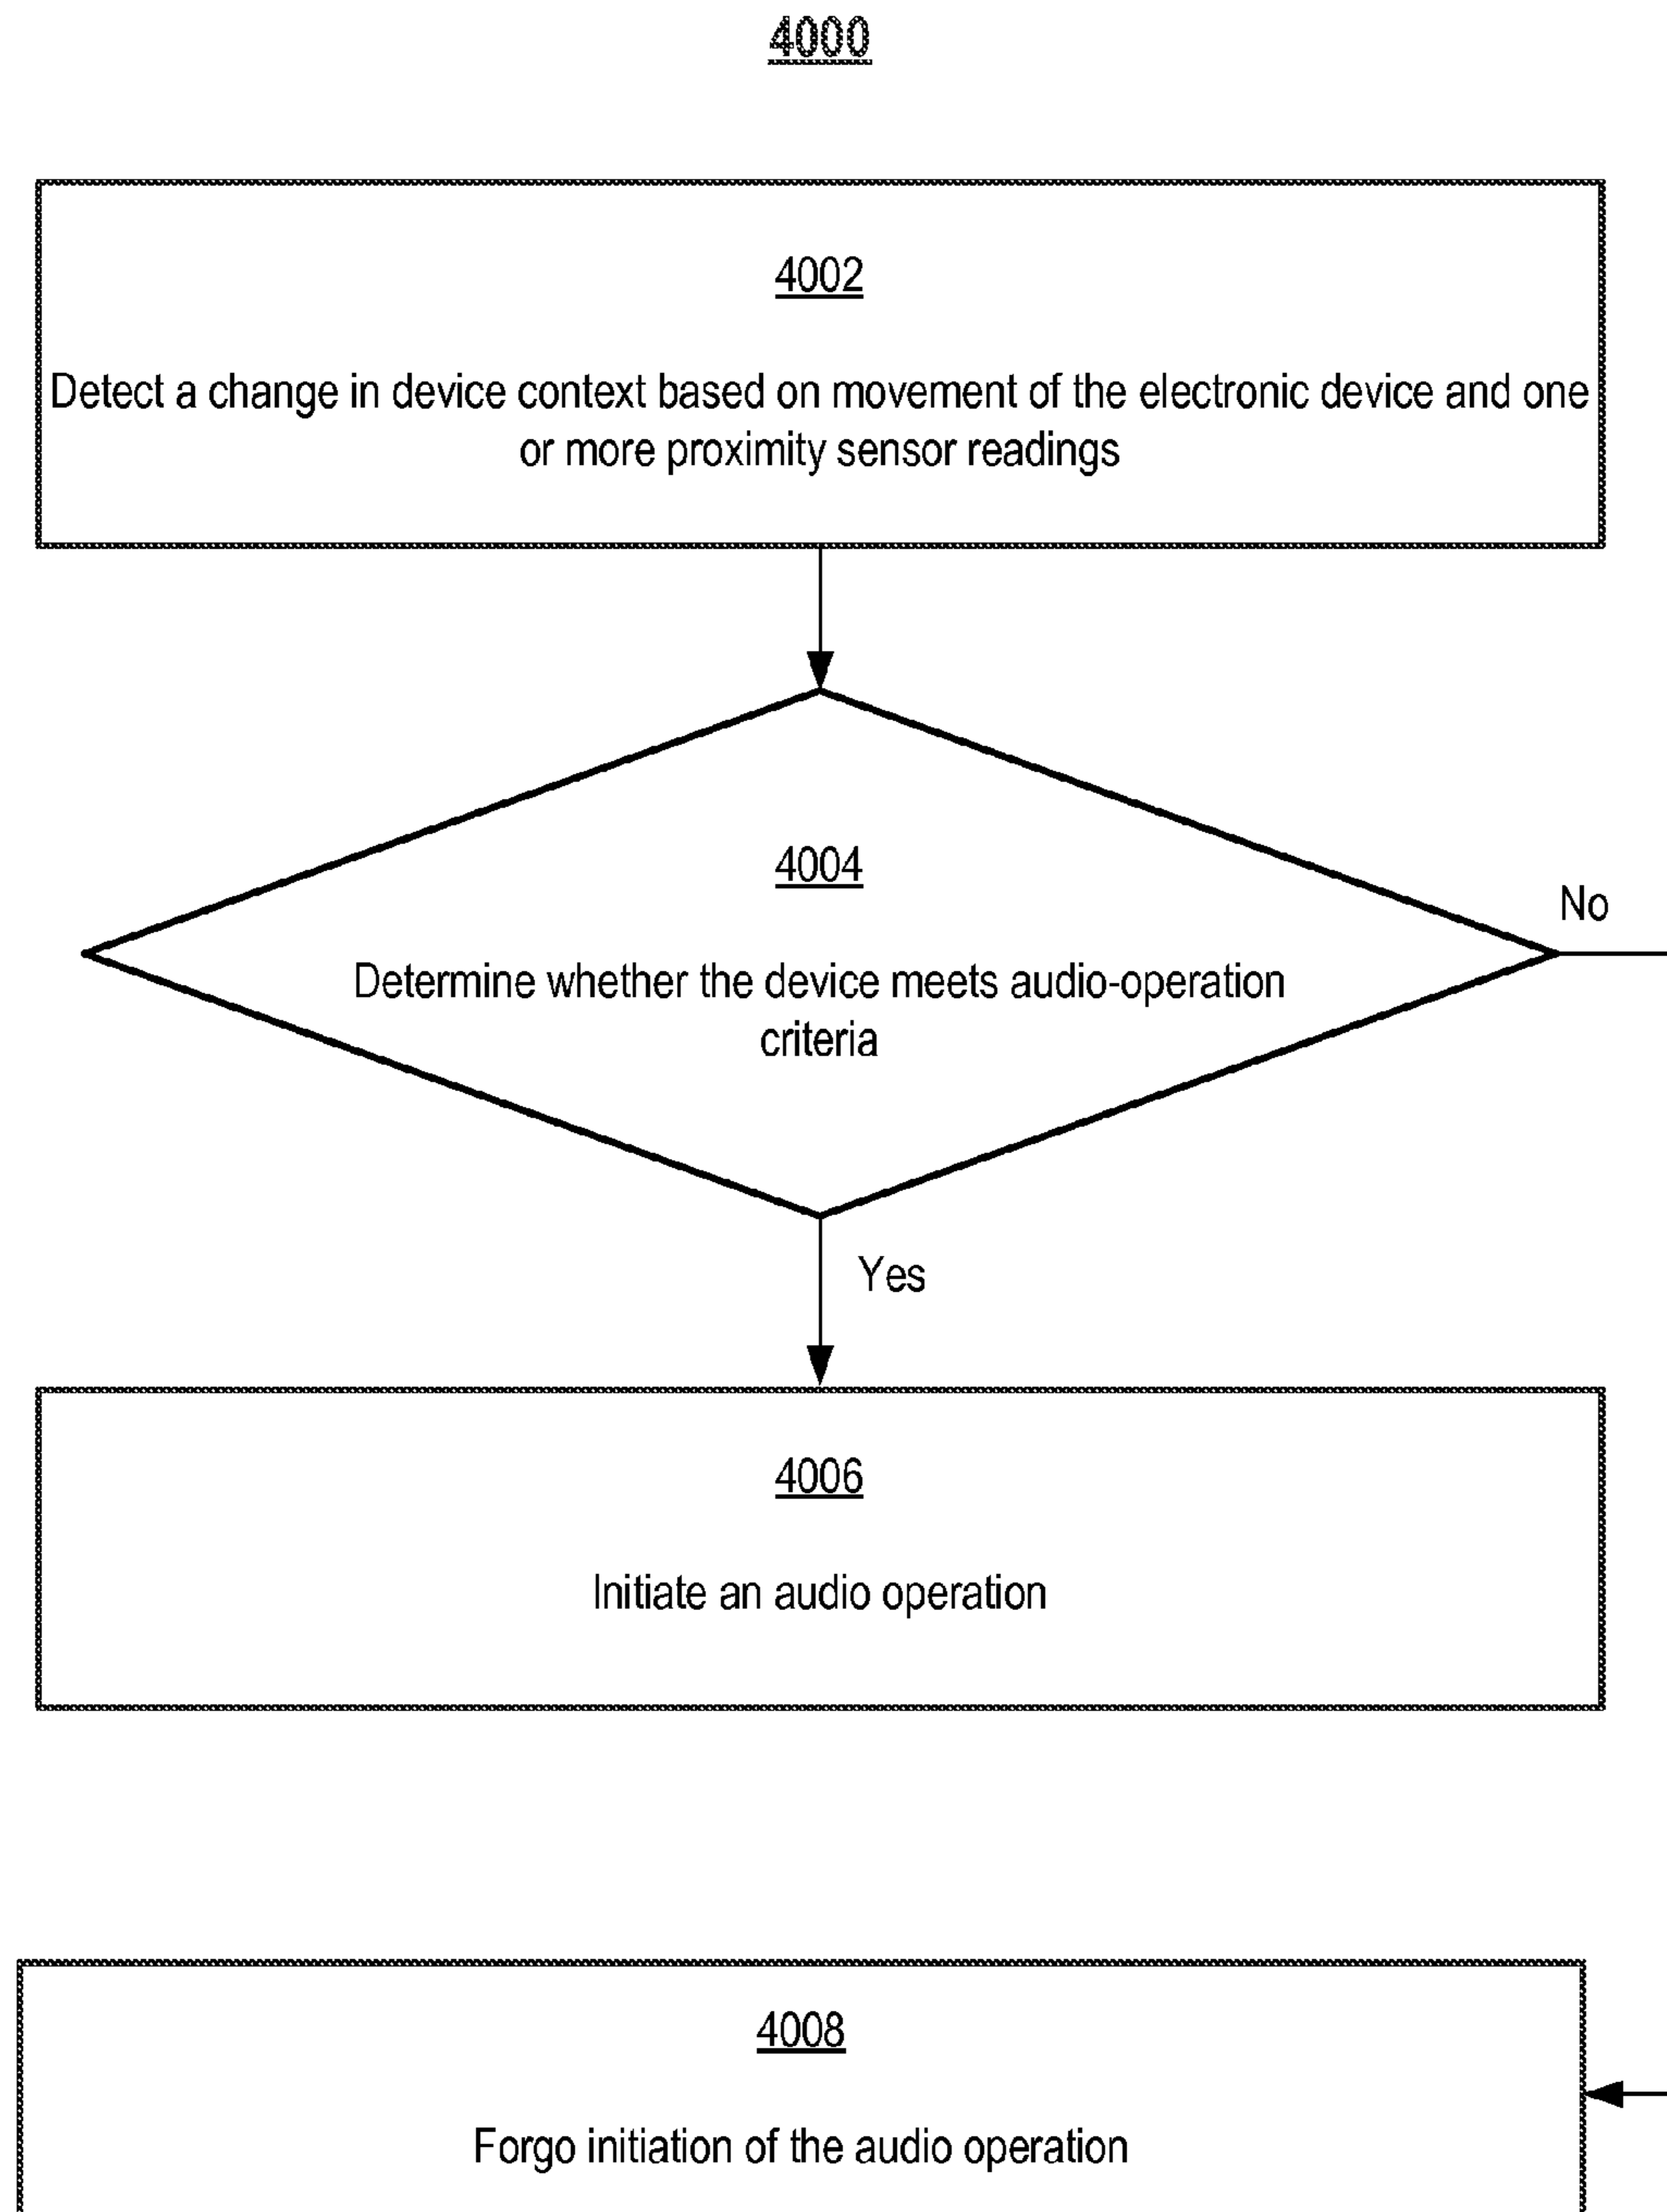 4000
4002
Detect a change in device context based on movement of the electronic device and one
or more proximity sensor readings
4004
No
Determine whether the device meets audio-operation
criteria
Yes
4006
Initiate an audio operation
4008
Forgo initiation of the audio operation